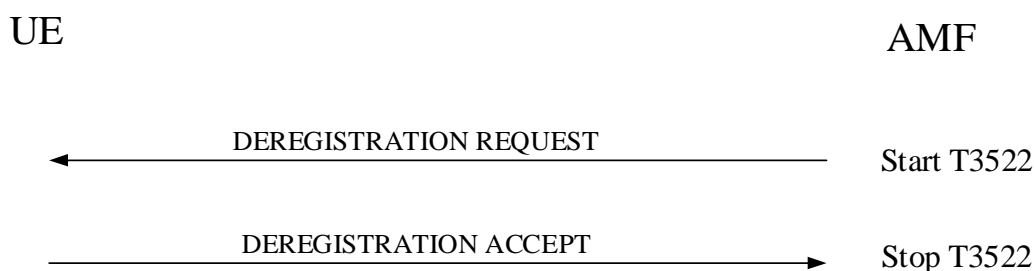 UE
AMF
DEREGISTRATION REQUEST
Start T3522
DEREGISTRATION ACCEPT
Stop T3522